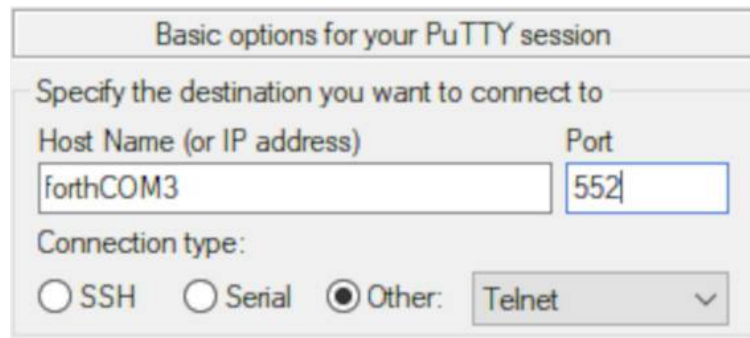 Basic options for your PuTTY session
Specify the destination you want to connect to
Host Name (or IP address) Port
forthCOM3 552
Connection type:
SSH Serial Other: Telnet